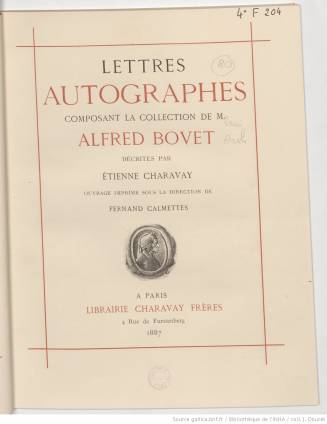 4° F 204
LETTRES
AUTOGRAPHES
COMPOSANT LA COLLECTION DE M.
ALFRED BOVET
DÉCRITES PAR
ÉTIENNE CHARAVAY
OUVRAGE IMPRIMÉ SOUS LA DIRECTION DE
FERNAND CALMETTES
A PARIS
LIBRAIRIE CHARAVAY FRÈRES
4 Rue de Furstenberg
1887
Source gallica.bnf.fr / Bibliothèque de l'INHA / coll. J. Doucet